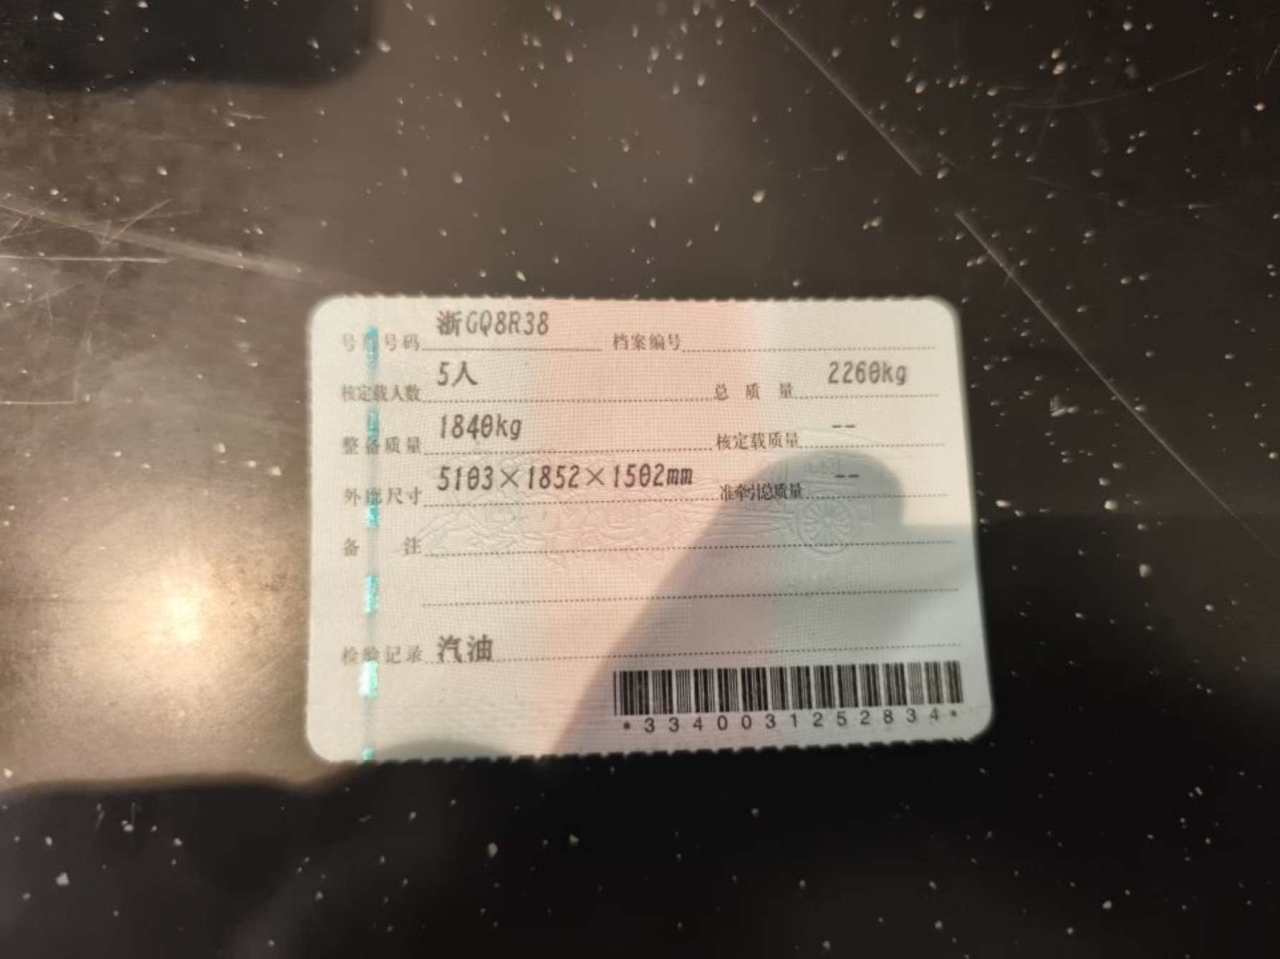 号牌号码 浙GQ8R38 档案编号
核定载人数 5人 总质量 2260kg
整备质量 1840kg 核定载质量 --
外廓尺寸 5103×1852×1502mm 准牵引总质量 --
备注
检验记录 汽油
*3340031252834*